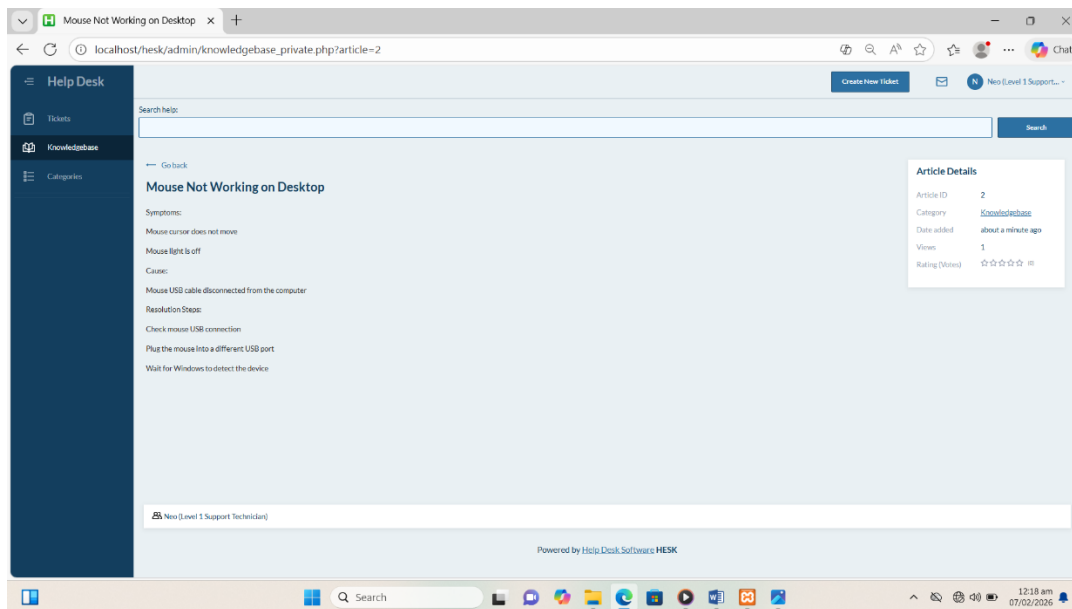 Mouse Not Working on Desktop
localhost/hesk/admin/knowledgebase_private.php?article=2
Chat
Help Desk
Create New Ticket
N
Neo (Level 1 Support...
Tickets
Knowledgebase
Categories
Search help:
Search
Go back
Mouse Not Working on Desktop
Symptoms:
Mouse cursor does not move
Mouse light is off
Cause:
Mouse USB cable disconnected from the computer
Resolution Steps:
Check mouse USB connection
Plug the mouse into a different USB port
Wait for Windows to detect the device
Article Details
Article ID 2
Category Knowledgebase
Date added about a minute ago
Views 1
Rating (Votes)
Neo (Level 1 Support Technician)
Powered by Help Desk Software HESK
Search
12:18 am
07/02/2026